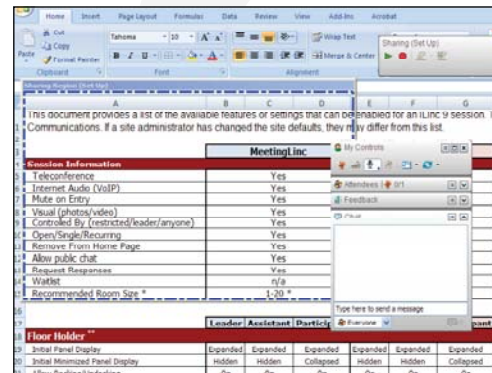 Home Insert Page Layout Formulas Data Review View Add-Ins Acrobat
Cut
Copy
Format Painter
Paste
Tahoma 10
Wrap Text
Merge & Center
Clipboard Font Alignment
Sharing (Set Up)
Sharing Region (Set Up)
A B C D E F G
This document provides a list of the available features or settings that can be enabled for an iLinc 9 session.
Communications. If a site administrator has changed the site defaults, they may differ from this list.
MeetingLinc
Session Information
Teleconference Yes
Internet Audio (VoIP) Yes
Mute on Entry Yes
Visual (photos/video) Yes
Controlled By (restricted/leader/anyone) Yes
Open/Single/Recurring Yes
Remove From Home Page Yes
Allow public chat Yes
Request Responses Yes
Waitlist n/a
Recommended Room Size * 1-20 *
My Controls
Attendees 0/1
Feedback
Chat
Type here to send a message
Everyone
Leader Assistant Particip
Floor Holder **
Initial Panel Display Expanded Expanded Expanded Expanded Expanded Expanded
Initial Minimized Panel Display Hidden Hidden Collapsed Hidden Hidden Collapsed